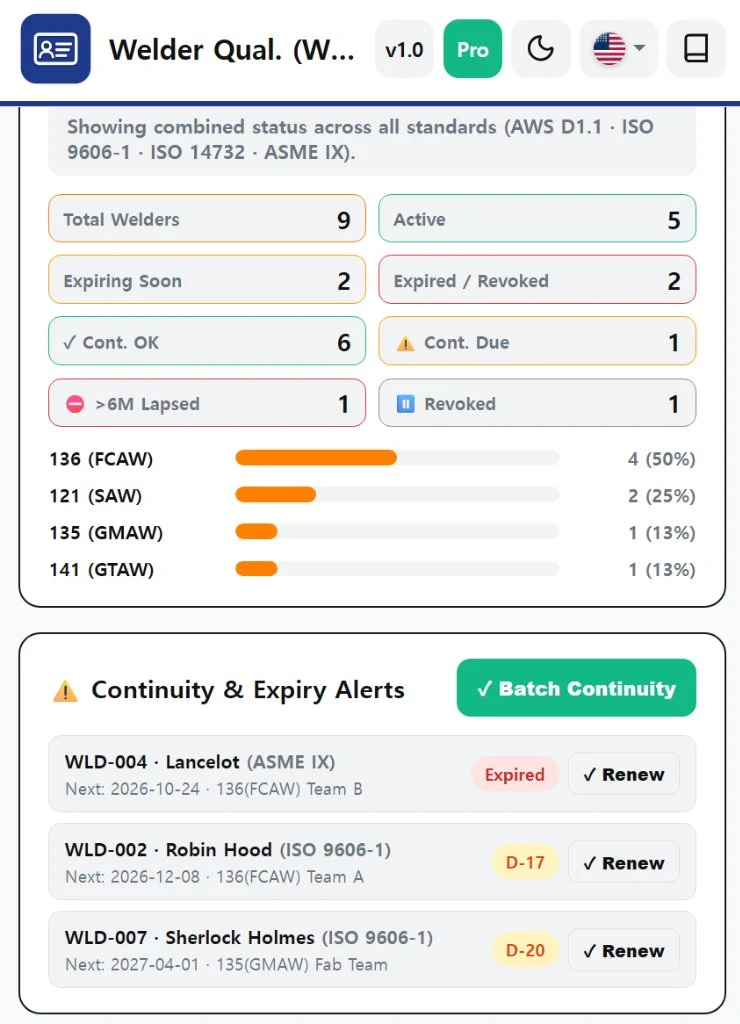 Welder Qual. (W...
v1.0
Pro
Showing combined status across all standards (AWS D1.1 · ISO
9606-1 · ISO 14732 · ASME IX).
Total Welders 9
Active 5
Expiring Soon 2
Expired / Revoked 2
✓ Cont. OK 6
⚠️ Cont. Due 1
⛔ >6M Lapsed 1
⏸️ Revoked 1
136 (FCAW) 4 (50%)
121 (SAW) 2 (25%)
135 (GMAW) 1 (13%)
141 (GTAW) 1 (13%)
⚠️ Continuity & Expiry Alerts
✓ Batch Continuity
WLD-004 · Lancelot (ASME IX)
Next: 2026-10-24 · 136(FCAW) Team B
Expired
✓ Renew
WLD-002 · Robin Hood (ISO 9606-1)
Next: 2026-12-08 · 136(FCAW) Team A
D-17
✓ Renew
WLD-007 · Sherlock Holmes (ISO 9606-1)
Next: 2027-04-01 · 135(GMAW) Fab Team
D-20
✓ Renew